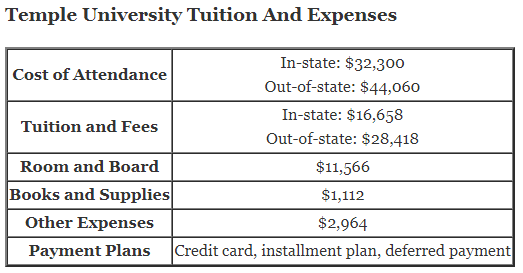 Temple University Tuition And Expenses
Cost of Attendance
In-state: $32,300
Out-of-state: $44,060
Tuition and Fees
In-state: $16,658
Out-of-state: $28,418
Room and Board
$11,566
Books and Supplies
$1,112
Other Expenses
$2,964
Payment Plans
Credit card, installment plan, deferred payment